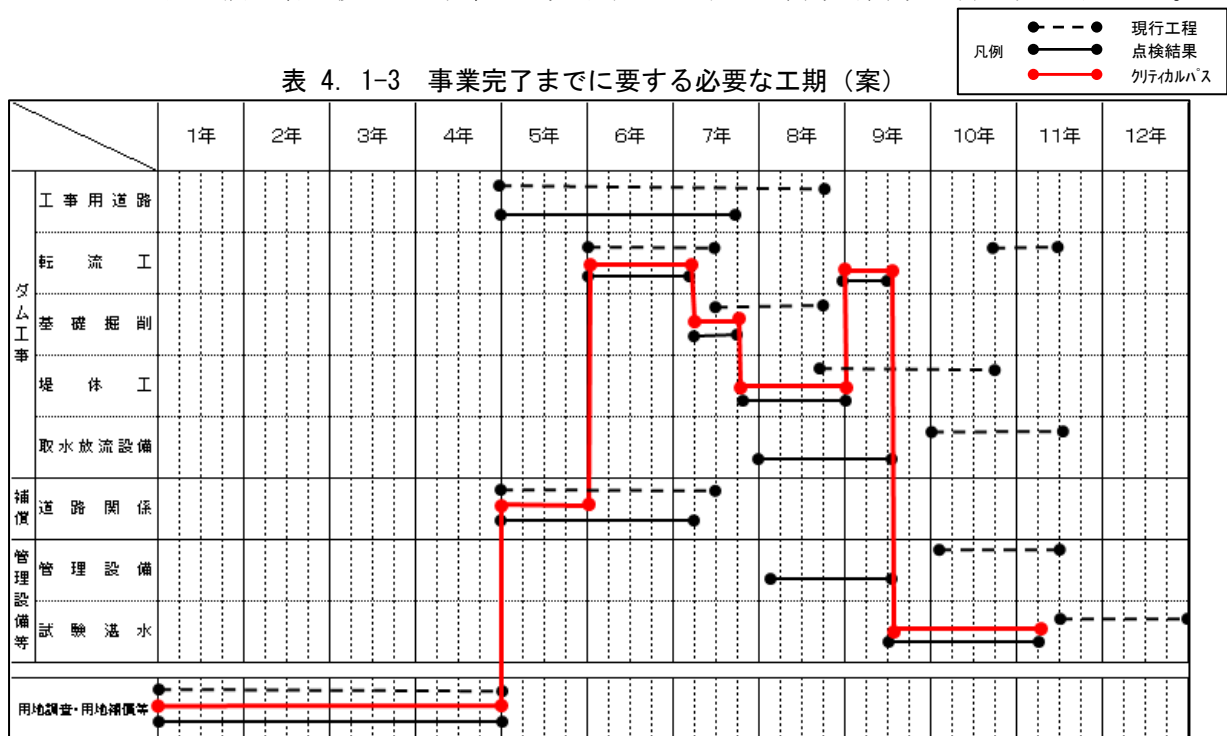 凡例
現行工程
点検結果
クリティカルパス
表 4. 1-3 事業完了までに要する必要な工期（案）
1年 2年 3年 4年 5年 6年 7年 8年 9年 10年 11年 12年
ダム工事
工事用道路
転流工
基礎掘削
堤体工
取水放流設備
補償
道路関係
管理設備等
管理設備
試験湛水
用地調査・用地補償等